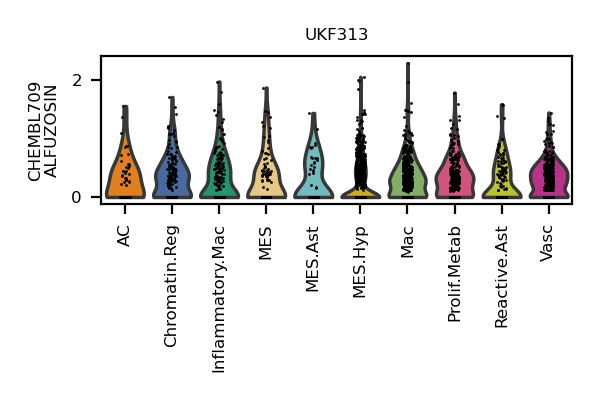 UKF313
CHEMBL709
ALFUZOSIN
2
0
AC
Chromatin.Reg
Inflammatory.Mac
MES
MES.Ast
MES.Hyp
Mac
Prolif.Metab
Reactive.Ast
Vasc